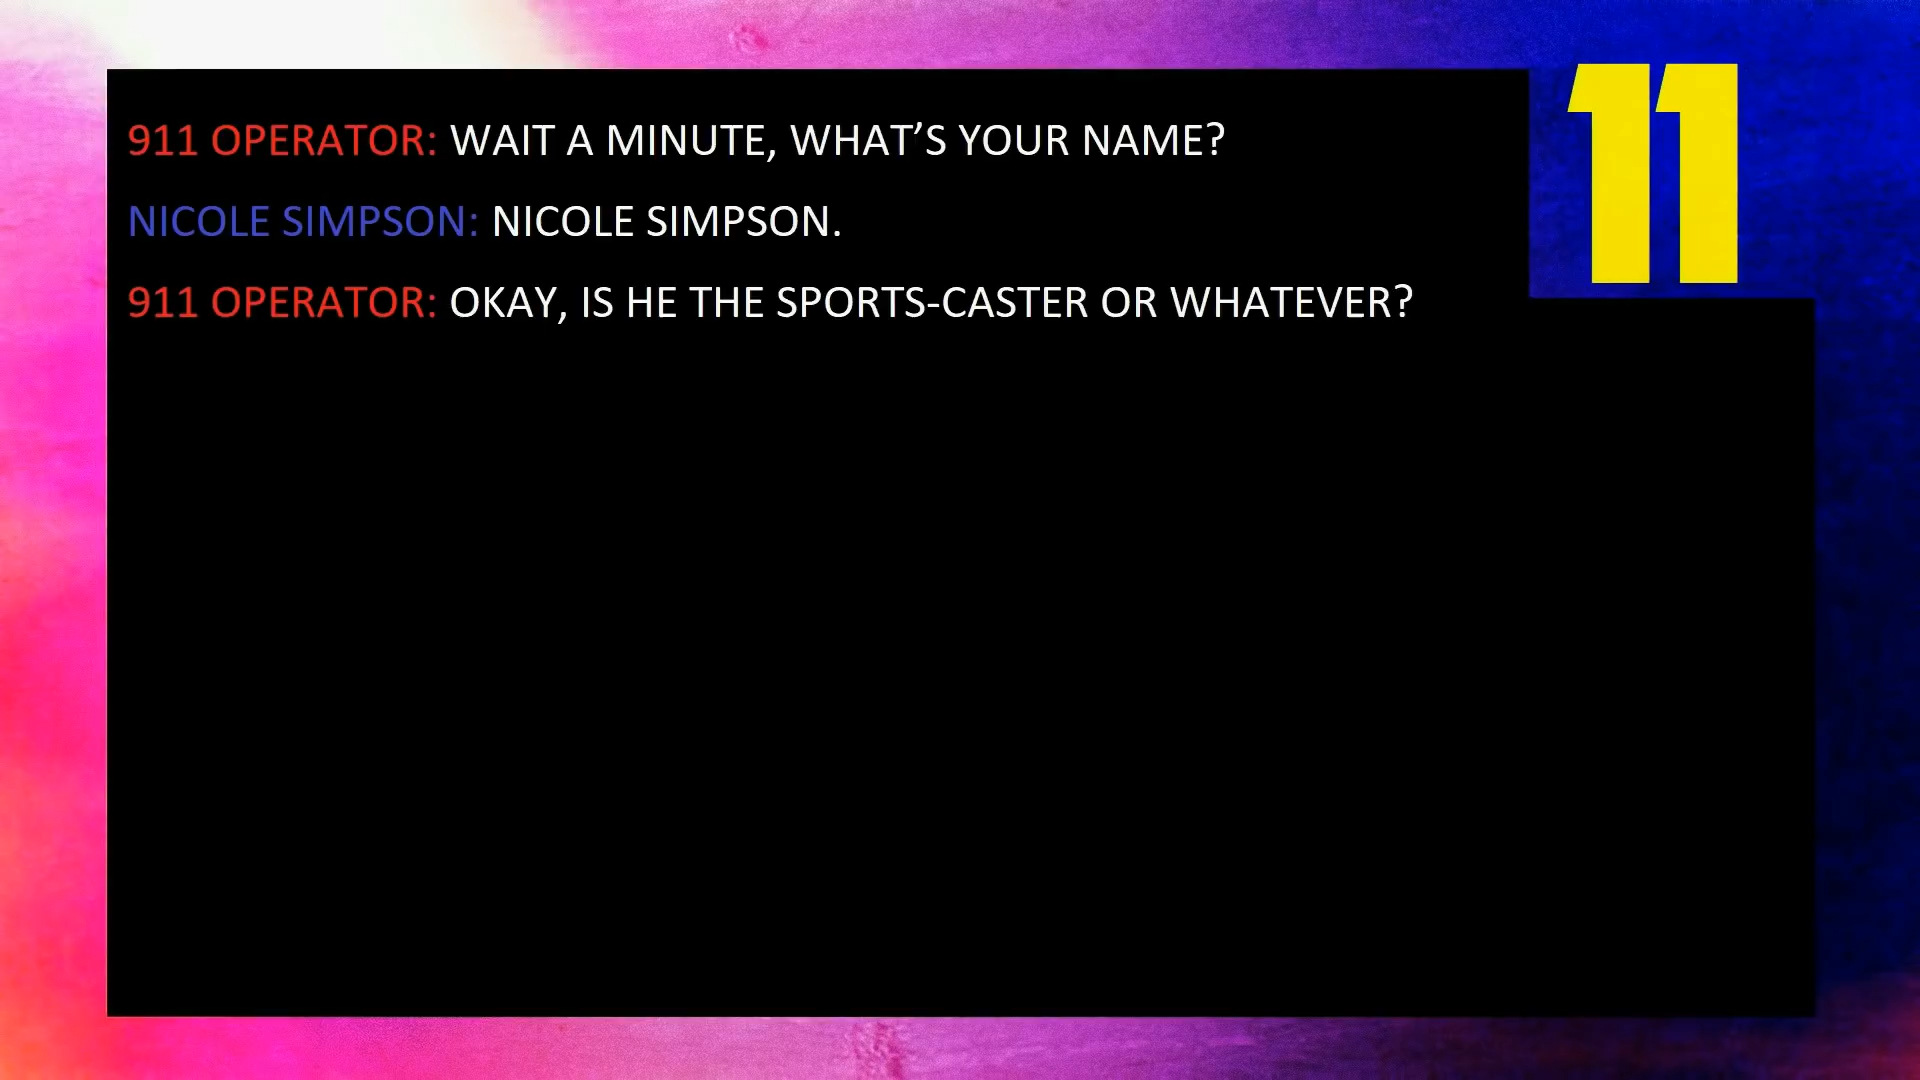 911 OPERATOR: WAIT A MINUTE, WHAT’S YOUR NAME?
NICOLE SIMPSON: NICOLE SIMPSON.
911 OPERATOR: OKAY, IS HE THE SPORTS-CASTER OR WHATEVER?
11